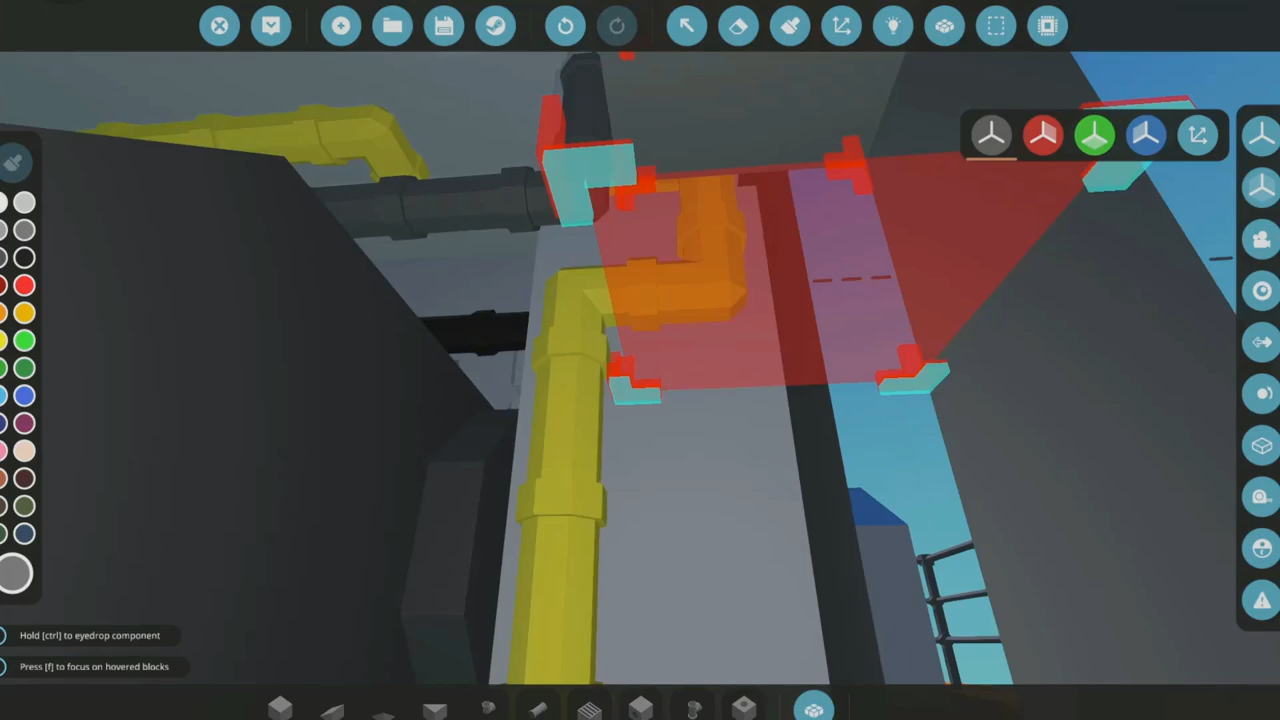 Hold [ctrl] to eyedrop component
Press [f] to focus on hovered blocks